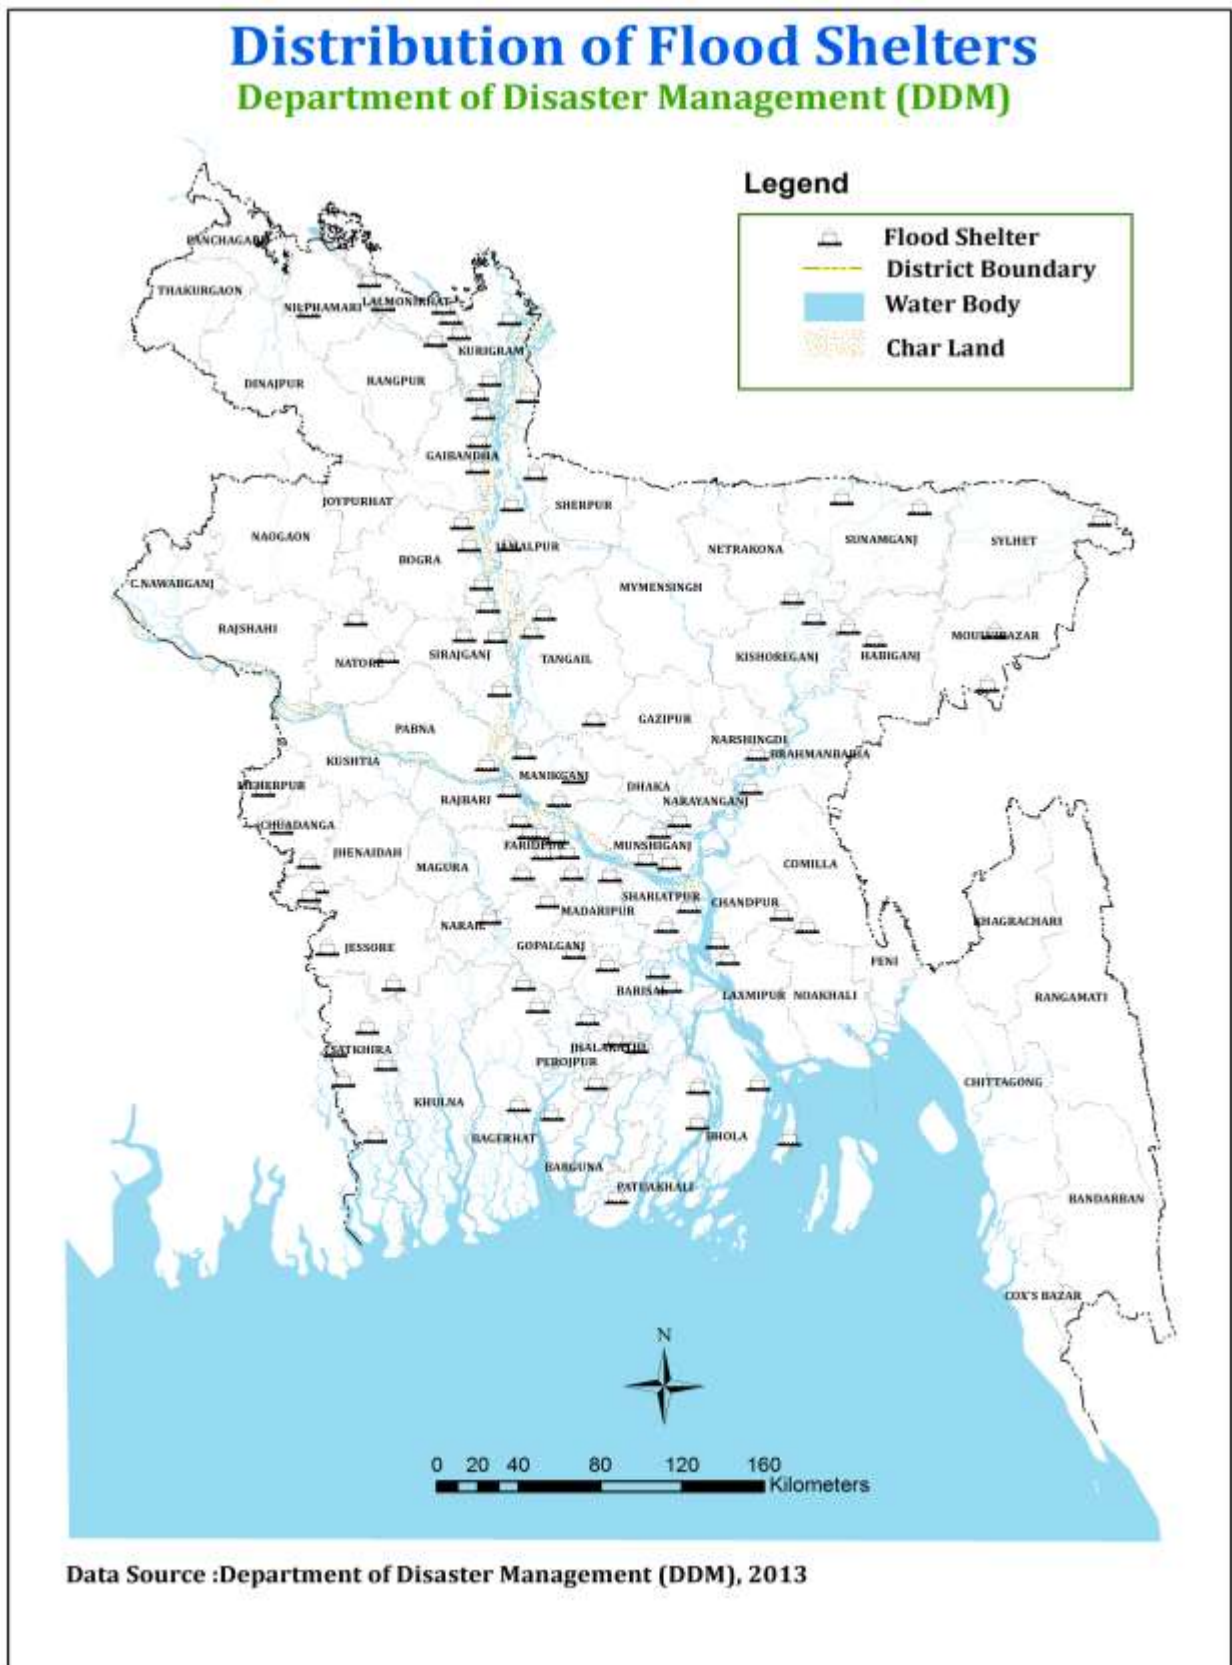 Distribution of Flood Shelters
Department of Disaster Management (DDM)
Legend
Flood Shelter
District Boundary
Water Body
Char Land
PANCHAGARH
THAKURGAON
NILPHAMARI
LALMONIRHAT
KURIGRAM
DINAJPUR
RANGPUR
GAIBANDHA
JOYPURHAT
SHERPUR
NAOGAON
BOGRA
JAMALPUR
NETRAKONA
SUNAMGANJ
SYLHET
C.NAWABGANJ
MYMENSINGH
RAJSHAHI
NATORE
SIRAJGANJ
TANGAIL
KISHOREGANJ
HABIGANJ
MOULVIBAZAR
PABNA
GAZIPUR
NARSHINGDI
BRAHMANBARIA
KUSHTIA
MEHERPUR
MANIKGANJ
DHAKA
RAJBARI
NARAYANGANJ
CHUADANGA
JHENAIDAH
FARIDPUR
MUNSHIGANJ
COMILLA
MAGURA
SHARIATPUR
CHANDPUR
MADARIPUR
KHAGRACHARI
NARAIL
JESSORE
GOPALGANJ
FENI
BARISAL
LAXMIPUR
NOAKHALI
RANGAMATI
SATKHIRA
JHALAKATHI
PEROJPUR
CHITTAGONG
KHULNA
BAGERHAT
BHOLA
BARGUNA
PATUAKHALI
BANDARBAN
COX'S BAZAR
N
0 20 40 80 120 160
Kilometers
Data Source :Department of Disaster Management (DDM), 2013